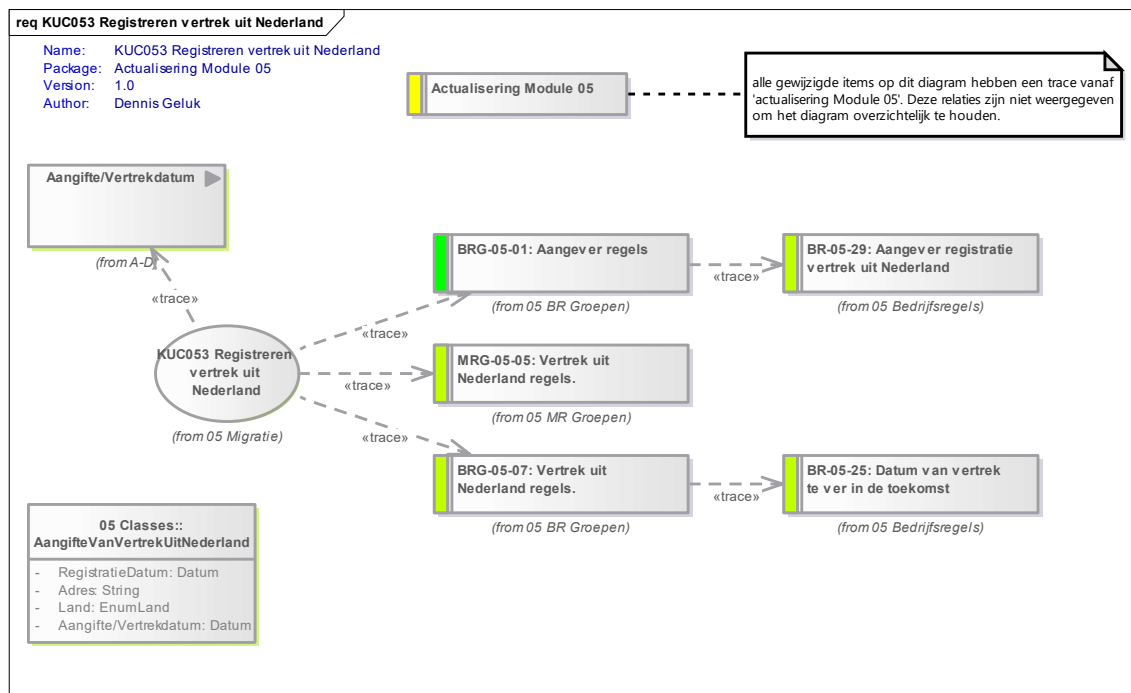 req KUC053 Registreren vertrek uit Nederland
Name: KUC053 Registreren vertrek uit Nederland
Package: Actualisering Module 05
Version: 1.0
Author: Dennis Geluk
Actualisering Module 05
alle gewijzigde items op dit diagram hebben een trace vanaf
'actualisering Module 05'. Deze relaties zijn niet weergegeven
om het diagram overzichtelijk te houden.
Aangifte/Vertrekdatum
(from A-D)
«trace»
KUC053 Registreren
vertrek uit
Nederland
(from 05 Migratie)
«trace»
BRG-05-01: Aangever regels
(from 05 BR Groepen)
«trace»
BR-05-29: Aangever registratie
vertrek uit Nederland
(from 05 Bedrijfsregels)
«trace»
MRG-05-05: Vertrek uit
Nederland regels.
(from 05 MR Groepen)
«trace»
BRG-05-07: Vertrek uit
Nederland regels.
(from 05 BR Groepen)
«trace»
BR-05-25: Datum van vertrek
te ver in de toekomst
(from 05 Bedrijfsregels)
05 Classes::
AangifteVanVertrekUitNederland
- RegistratieDatum: Datum
- Adres: String
- Land: EnumLand
- Aangifte/Vertrekdatum: Datum